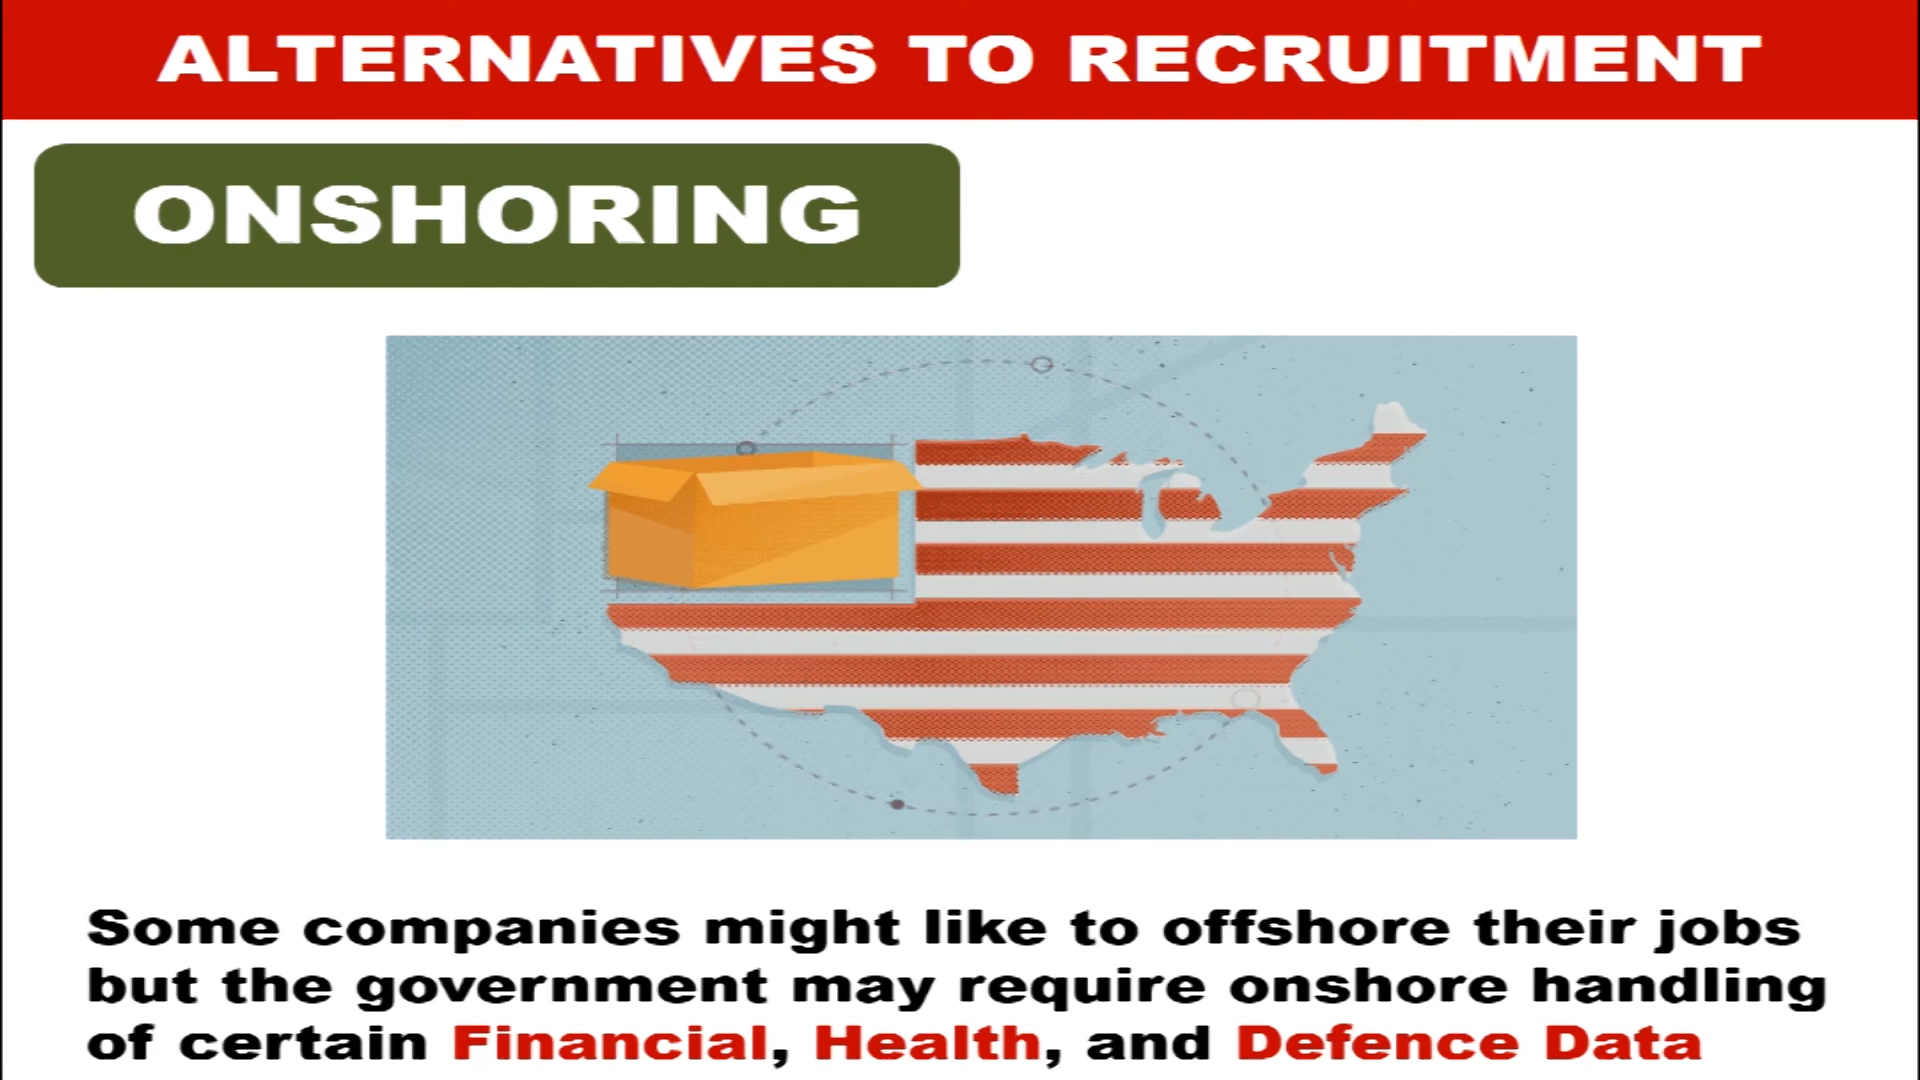 ALTERNATIVES TO RECRUITMENT
ONSHORING
Some companies might like to offshore their jobs
but the government may require onshore handling
of certain Financial, Health, and Defence Data